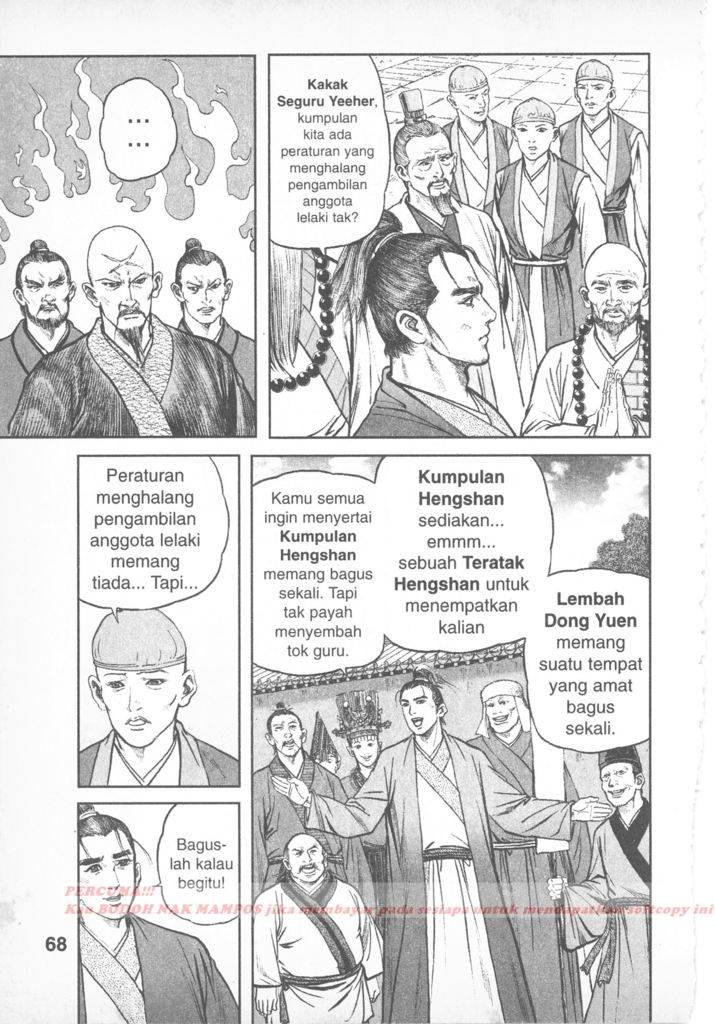 ...
...
Kakak
Seguru Yeeher,
kumpulan
kita ada
peraturan yang
menghalang
pengambilan
anggota
lelaki tak?
Peraturan
menghalang
pengambilan
anggota lelaki
memang
tiada... Tapi...
Bagus-
lah kalau
begitu!
Kamu semua
ingin menyertai
Kumpulan
Hengshan
memang bagus
sekali. Tapi
tak payah
menyembah
tok guru.
Kumpulan
Hengshan
sediakan...
emmm...
sebuah Teratak
Hengshan untuk
menempatkan
kalian
Lembah
Dong Yuen
memang
suatu tempat
yang amat
bagus
sekali.
PERCUMA!!!
Kau BODOH NAK MAMPOS jika membayar pada sesiapa untuk mendapatkan softcopy ini
68